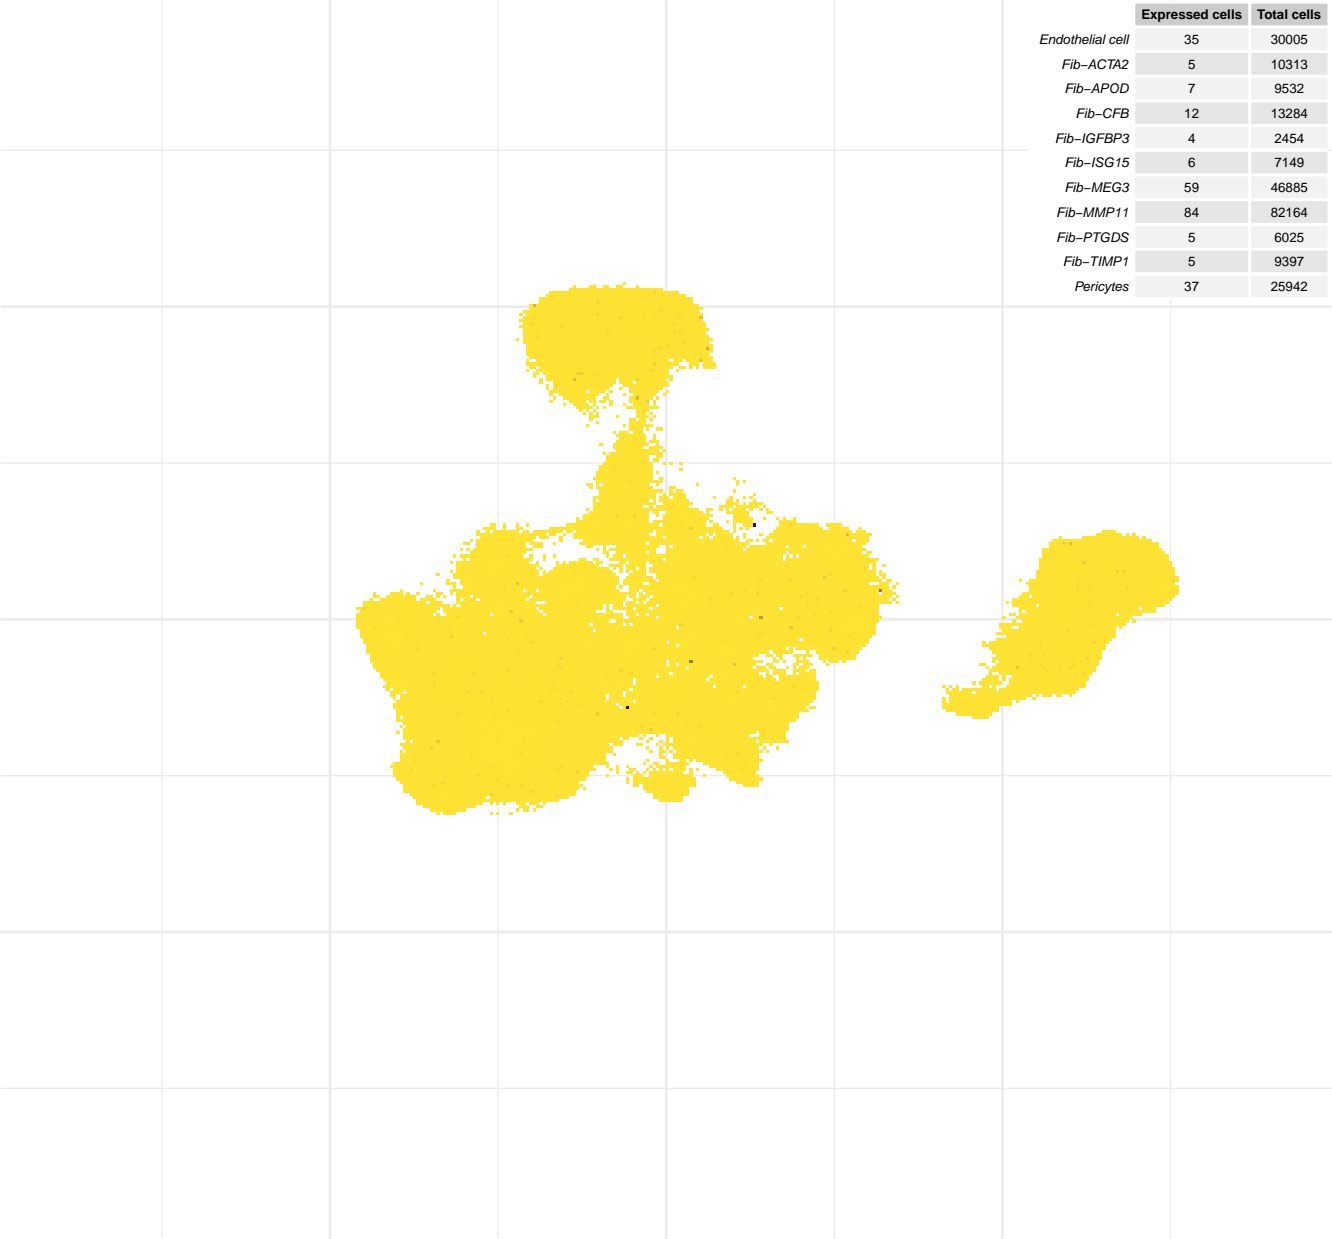 Expressed cells Total cells
Endothelial cell 35 30005
Fib−ACTA2 5 10313
Fib−APOD 7 9532
Fib−CFB 12 13284
Fib−IGFBP3 4 2454
Fib−ISG15 6 7149
Fib−MEG3 59 46885
Fib−MMP11 84 82164
Fib−PTGDS 5 6025
Fib−TIMP1 5 9397
Pericytes 37 25942